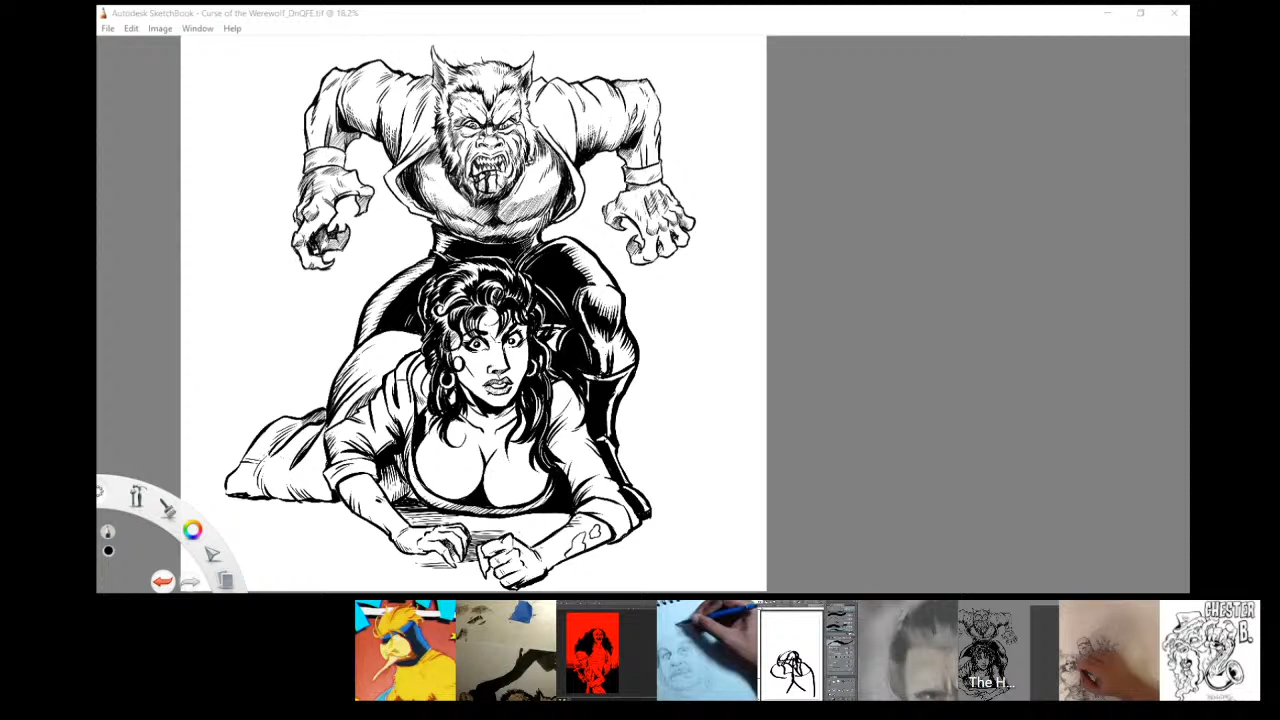 Autodesk SketchBook - Curse of the Werewolf_DnQFE.tif @ 18.2%
File Edit Image Window Help
The H...
CHESTER
B.